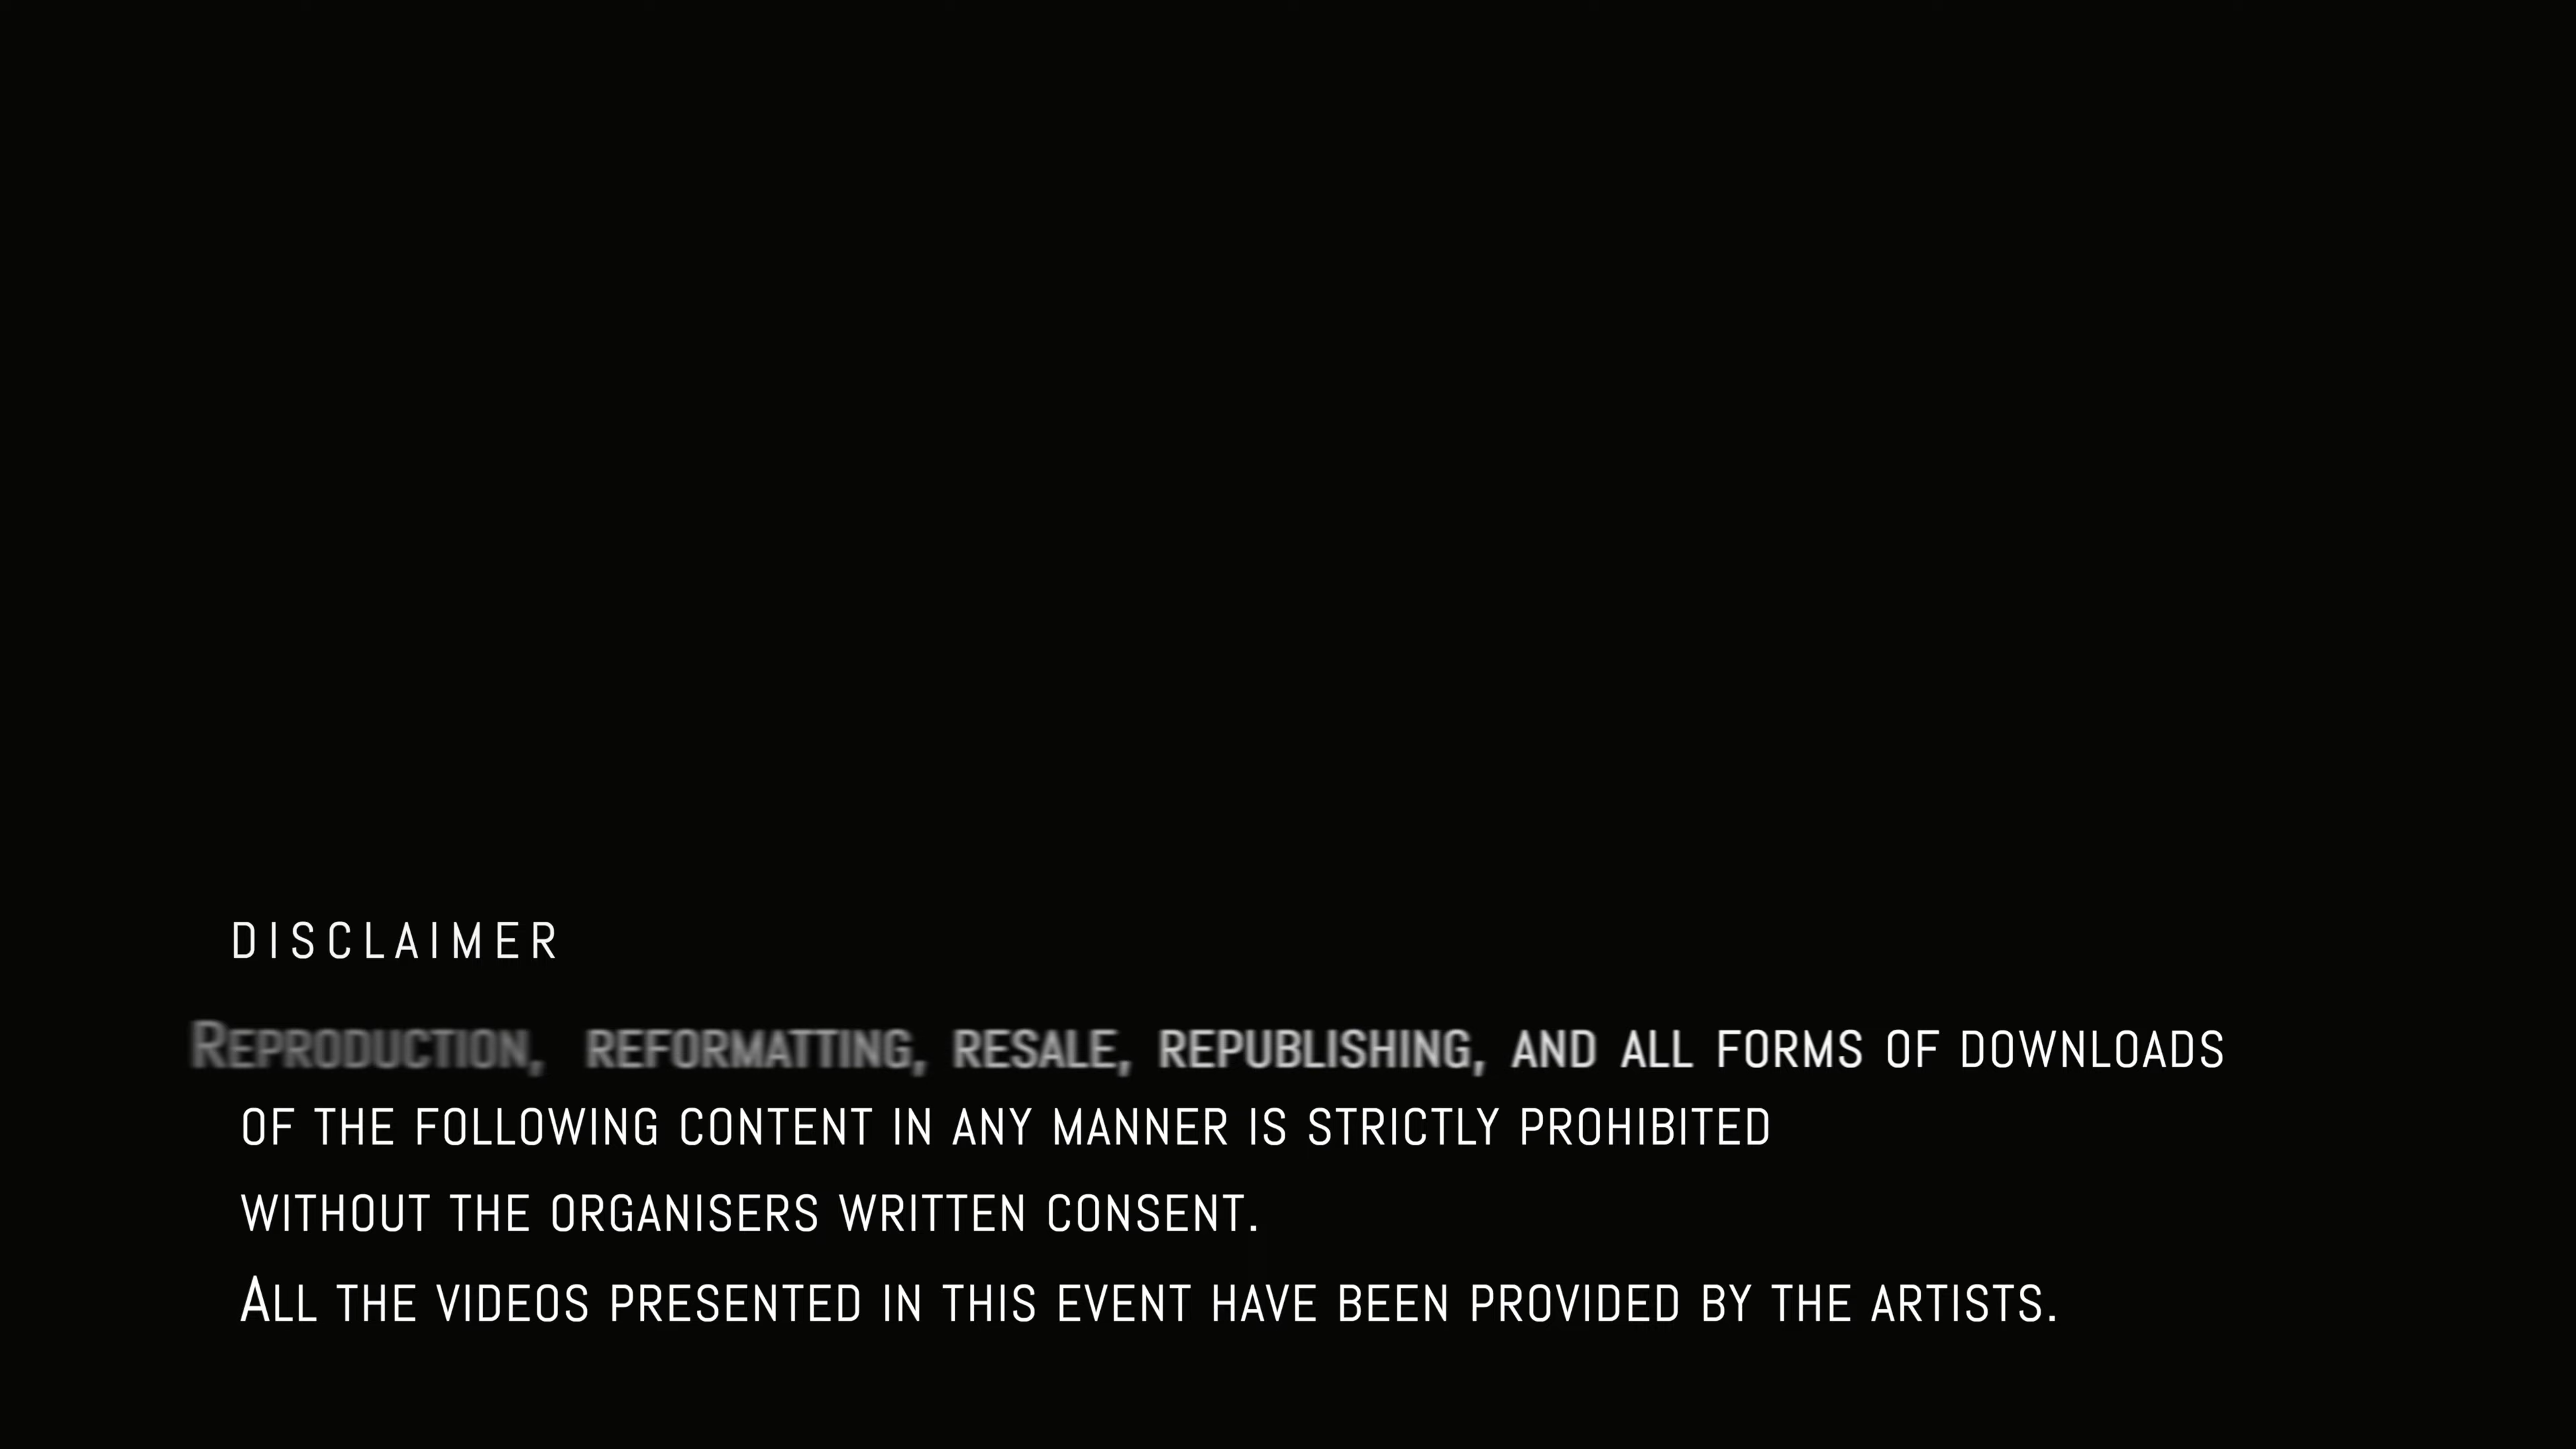 DISCLAIMER
REPRODUCTION, REFORMATTING, RESALE, REPUBLISHING, AND ALL FORMS OF DOWNLOADS
OF THE FOLLOWING CONTENT IN ANY MANNER IS STRICTLY PROHIBITED
WITHOUT THE ORGANISERS WRITTEN CONSENT.
ALL THE VIDEOS PRESENTED IN THIS EVENT HAVE BEEN PROVIDED BY THE ARTISTS.